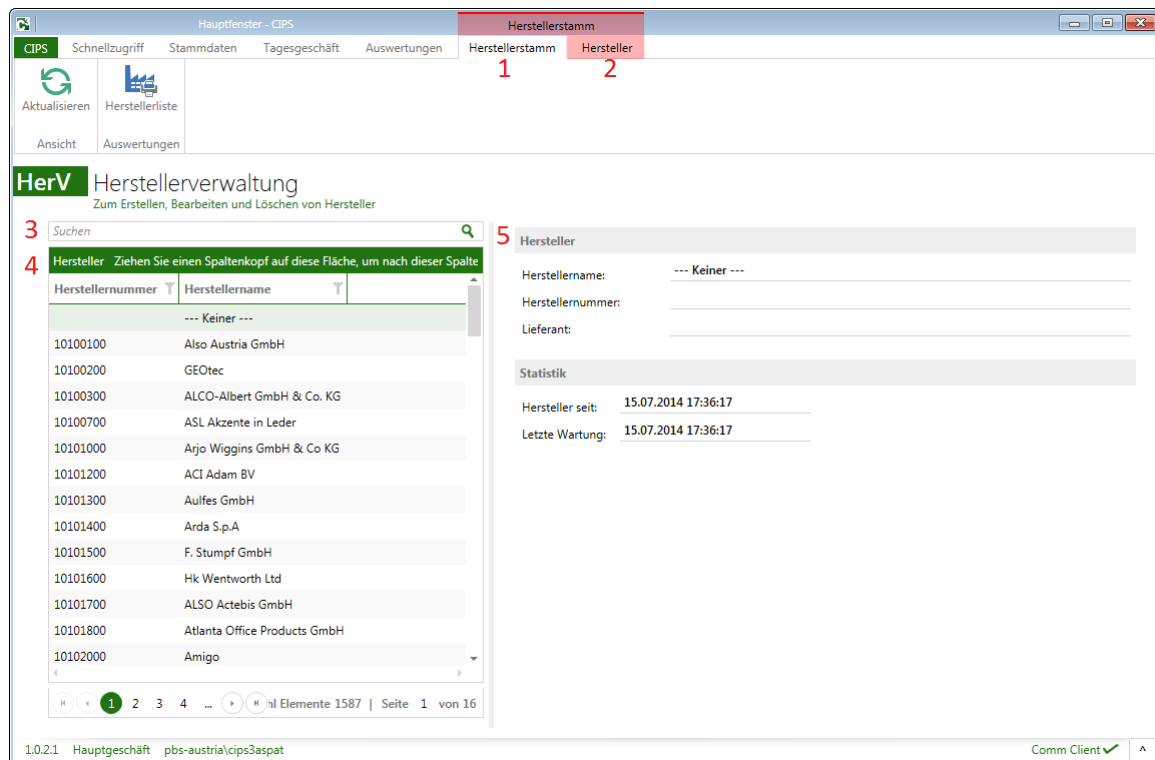 Hauptfenster - CIPS Herstellerstamm
CIPS Schnellzugriff Stammdaten Tagesgeschäft Auswertungen Herstellerstamm Hersteller
1 2
Aktualisieren Herstellerliste
Ansicht Auswertungen
HerV Herstellerverwaltung
Zum Erstellen, Bearbeiten und Löschen von Hersteller
3 Suchen
4 Hersteller Ziehen Sie einen Spaltenkopf auf diese Fläche, um nach dieser Spalte
Herstellernummer Herstellername
--- Keiner ---
10100100 Also Austria GmbH
10100200 GEOtec
10100300 ALCO-Albert GmbH & Co. KG
10100700 ASL Akzente in Leder
10101000 Arjo Wiggins GmbH & Co KG
10101200 ACI Adam BV
10101300 Aulfes GmbH
10101400 Arda S.p.A
10101500 F. Stumpf GmbH
10101600 Hk Wentworth Ltd
10101700 ALSO Actebis GmbH
10101800 Atlanta Office Products GmbH
10102000 Amigo
1 2 3 4 ... hl Elemente 1587 | Seite 1 von 16
5 Hersteller
Herstellername: --- Keiner ---
Herstellernummer:
Lieferant:
Statistik
Hersteller seit: 15.07.2014 17:36:17
Letzte Wartung: 15.07.2014 17:36:17
1.0.2.1 Hauptgeschäft pbs-austria\cips3aspat Comm Client